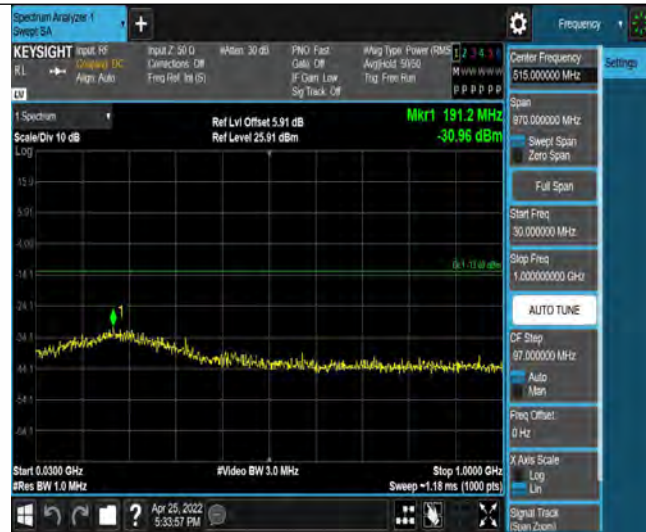 Spectrum Analyzer 1
Swept SA
+
Frequency
KEYSIGHT Input: RF
Coupling: DC
Align: Auto
Input Z: 50 Ω
Corrections: Off
Freq Ref: Int (S)
#Atten: 30 dB
PNO: Fast
Gate: Off
IF Gain: Low
Sig Track: Off
#Avg Type: Power (RMS
Avg|Hold: 50/50
Trig: Free Run
1 2 3 4 5 6
M W W W W W
P P P P P P
RL
LW
1 Spectrum
Scale/Div 10 dB
Log
Ref Lvl Offset 5.91 dB
Ref Level 25.91 dBm
Mkr1 191.2 MHz
-30.96 dBm
15.9
5.91
-4.09
-14.1
-24.1
-34.1
-44.1
-54.1
-64.1
1
Start 0.0300 GHz
#Res BW 1.0 MHz
#Video BW 3.0 MHz
Stop 1.0000 GHz
Sweep ~1.18 ms (1000 pts)
Center Frequency
515.000000 MHz
Settings
Span
970.000000 MHz
Swept Span
Zero Span
Full Span
Start Freq
30.000000 MHz
Stop Freq
1.000000000 GHz
AUTO TUNE
CF Step
97.000000 MHz
Auto
Man
Freq Offset
0 Hz
X Axis Scale
Log
Lin
Signal Track
(Span Zoom)
?
Apr 25, 2022
5:33:57 PM